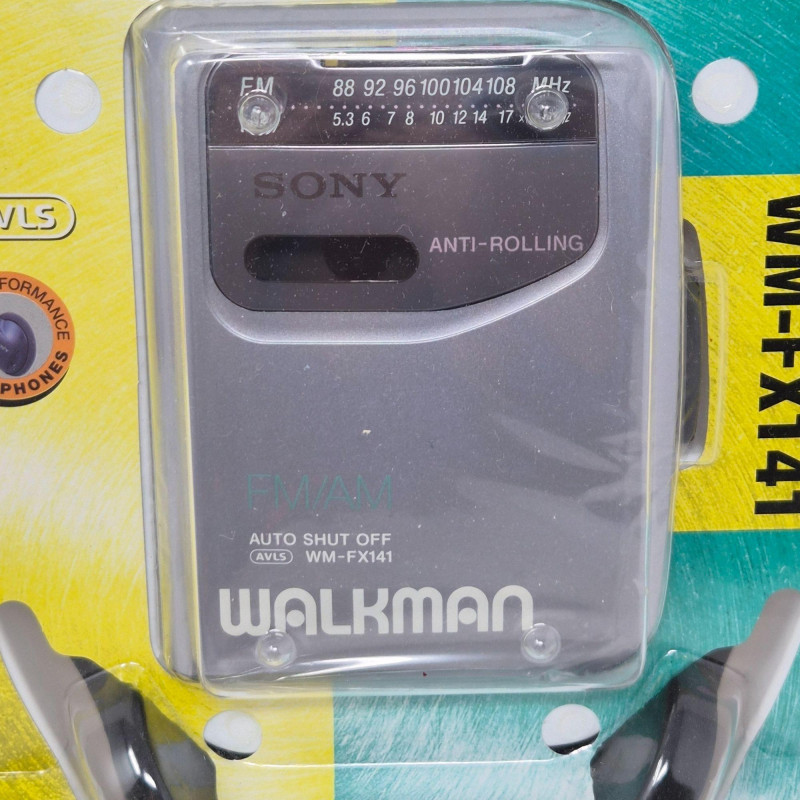 FM 88 92 96 100 104 108 MHz
5.3 6 7 8 10 12 14 17
SONY
ANTI-ROLLING
AVLS
PHONES
WM-FX141
FM/AM
AUTO SHUT OFF
AVLS WM-FX141
WALKMAN